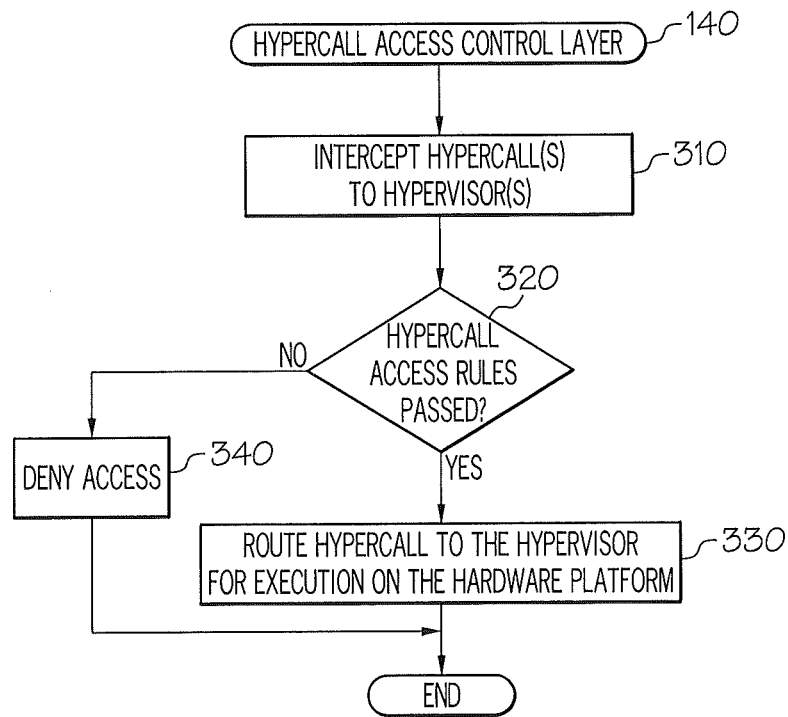 HYPERCALL ACCESS CONTROL LAYER
140
INTERCEPT HYPERCALL(S)
TO HYPERVISOR(S)
310
320
HYPERCALL
ACCESS RULES
PASSED?
NO
YES
DENY ACCESS
340
ROUTE HYPERCALL TO THE HYPERVISOR
FOR EXECUTION ON THE HARDWARE PLATFORM
330
END